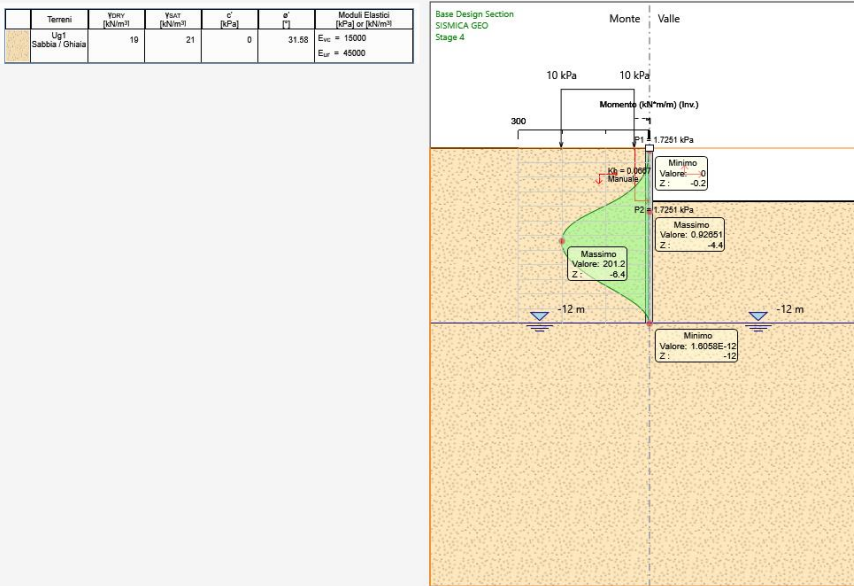 Terreni γDRY [kN/m³] γSAT [kN/m³] c' [kPa] ø' [°] Moduli Elastici [kPa] or [kN/m³]
Ug1 Sabbia / Ghiaia 19 21 0 31.58 Evc = 15000
Eur = 45000
Base Design Section
SISMICA GEO
Stage 4
Monte Valle
10 kPa 10 kPa
Momento (kN*m/m) (Inv.)
300
P1 = 1.7251 kPa
Minimo
Valore: 0
Z : -0.2
Kh = 0.0667
Manuale
P2 = 1.7251 kPa
Massimo
Valore: 0.92651
Z : -4.4
Massimo
Valore: 201.2
Z : -6.4
-12 m -12 m
Minimo
Valore: 1.6058E-12
Z : -12